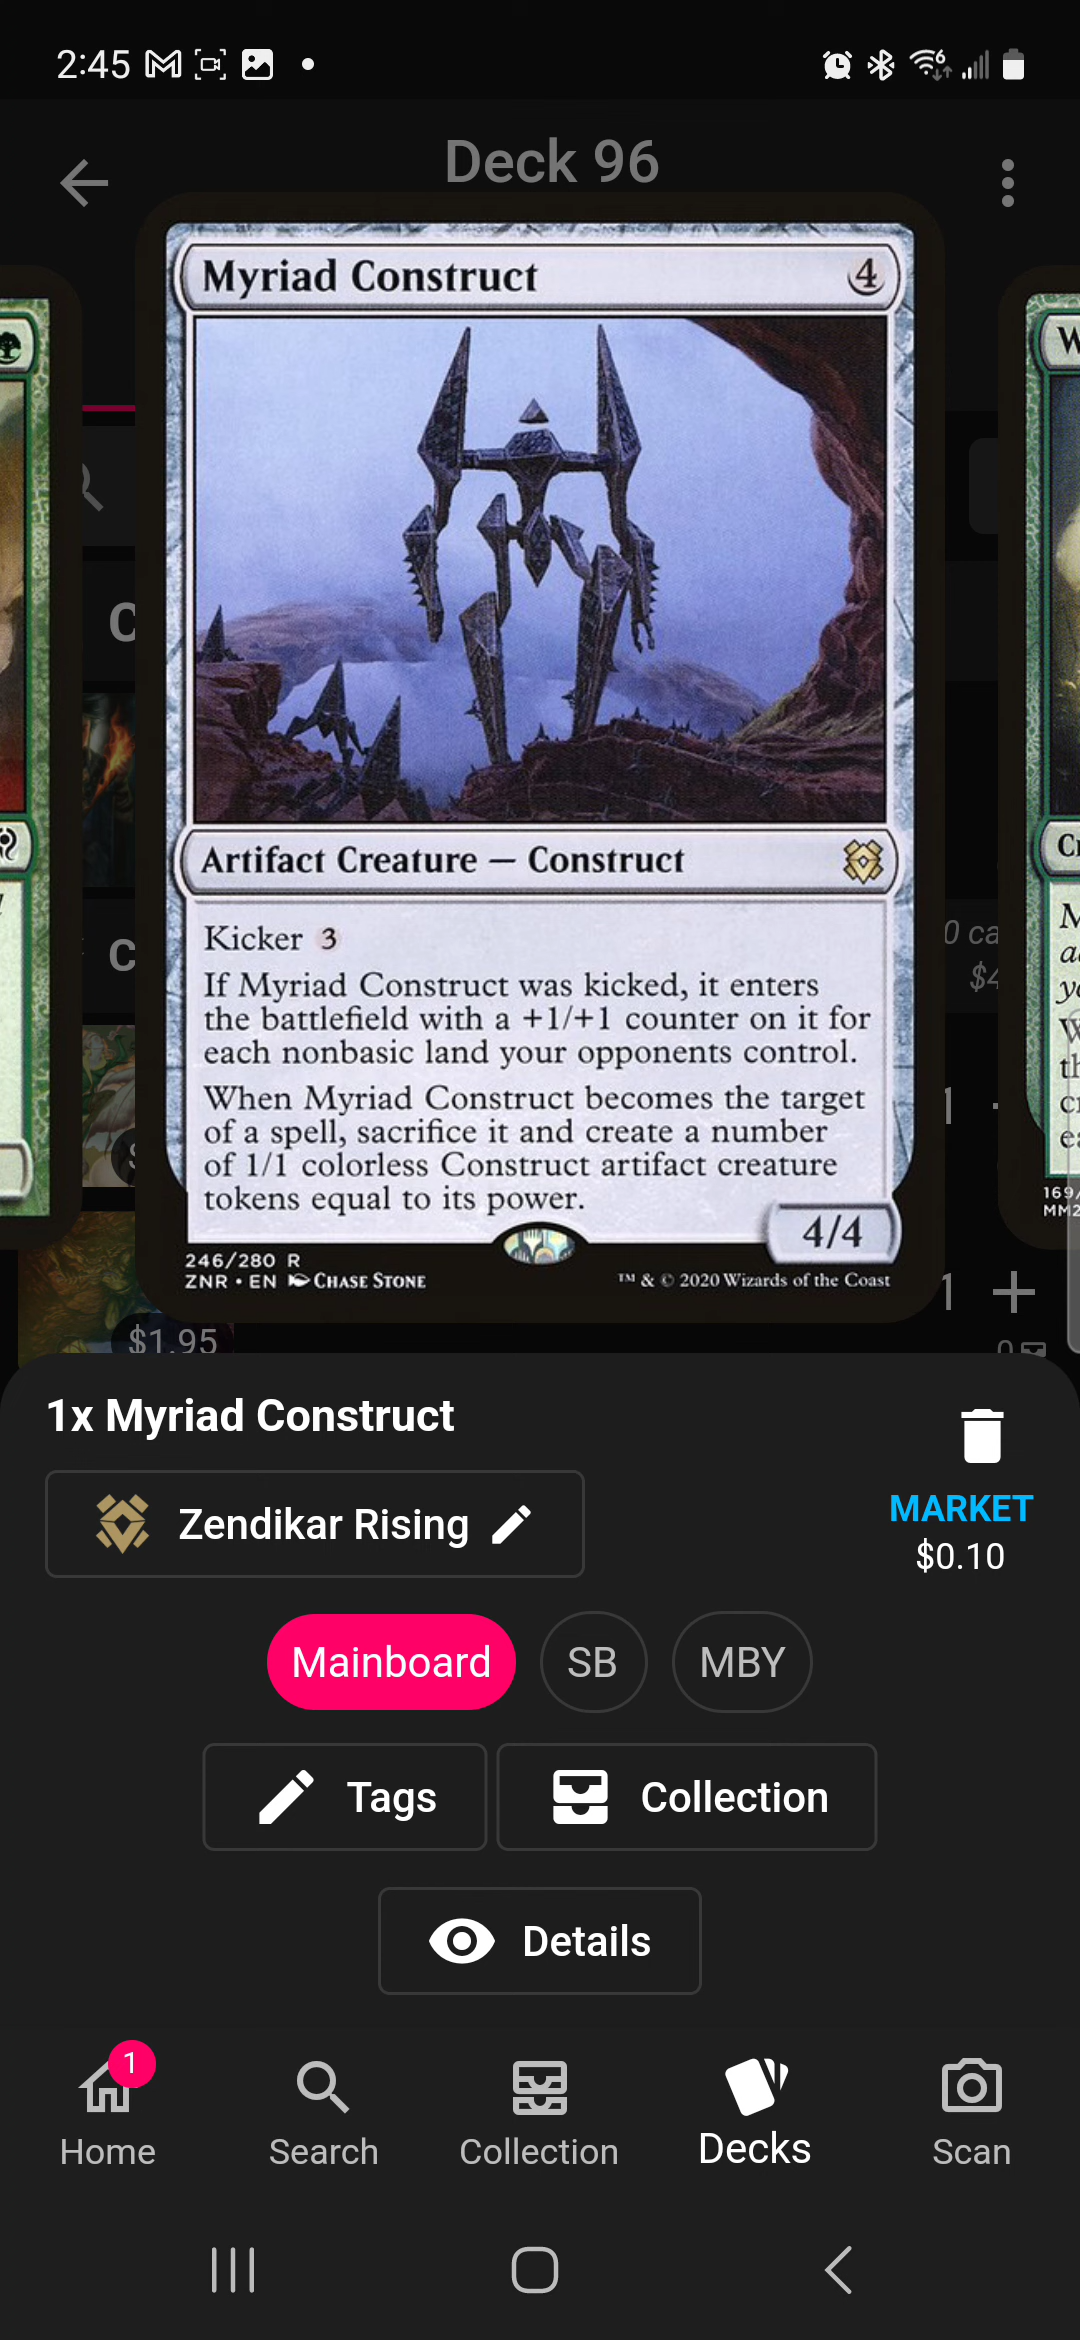 2:45
Deck 96
Myriad Construct 4
Artifact Creature — Construct
Kicker 3
If Myriad Construct was kicked, it enters
the battlefield with a +1/+1 counter on it for
each nonbasic land your opponents control.
When Myriad Construct becomes the target
of a spell, sacrifice it and create a number
of 1/1 colorless Construct artifact creature
tokens equal to its power.
4/4
246/280 R
ZNR • EN CHASE STONE
™ & © 2020 Wizards of the Coast
$1.95
1
1x Myriad Construct
Zendikar Rising
MARKET
$0.10
Mainboard SB MBY
Tags Collection
Details
1
Home Search Collection Decks Scan